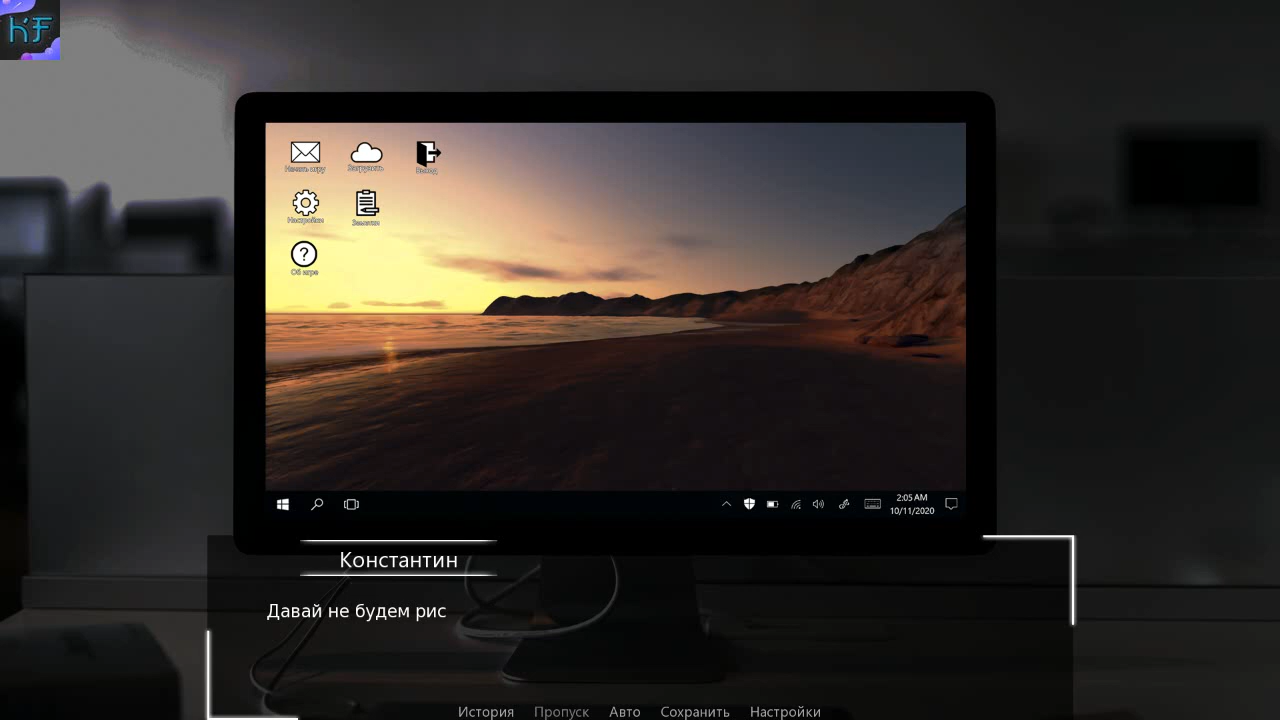 KF
Начать игру
Загрузить
Выход
Настройки
Заметки
Об игре
2:05 AM
10/11/2020
Константин
Давай не будем рис
История Пропуск Авто Сохранить Настройки